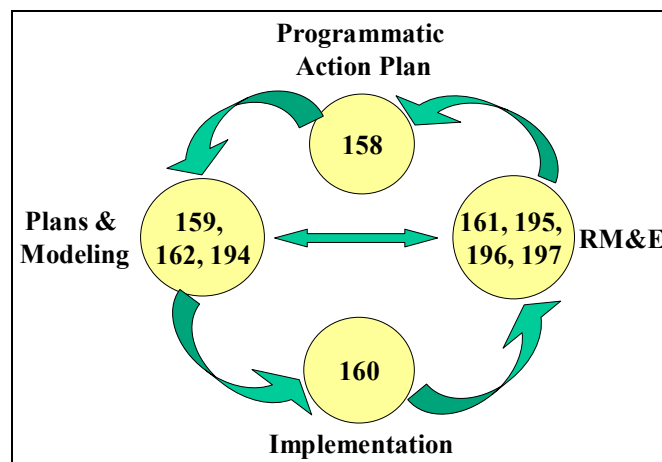 Programmatic
Action Plan
158
Plans &
Modeling
159,
162, 194
161, 195,
196, 197
RM&E
160
Implementation